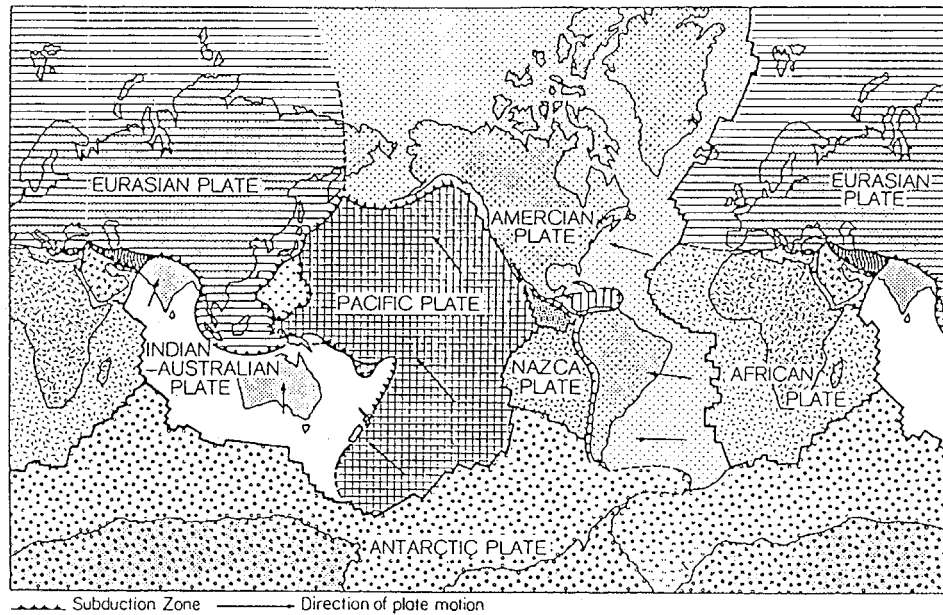 EURASIAN PLATE
EURASIAN
PLATE
AMERCIAN
PLATE
PACIFIC PLATE
INDIAN
-AUSTRALIAN
PLATE
NAZCA
PLATE
AFRICAN
PLATE
ANTARCTIC PLATE
Subduction Zone
Direction of plate motion